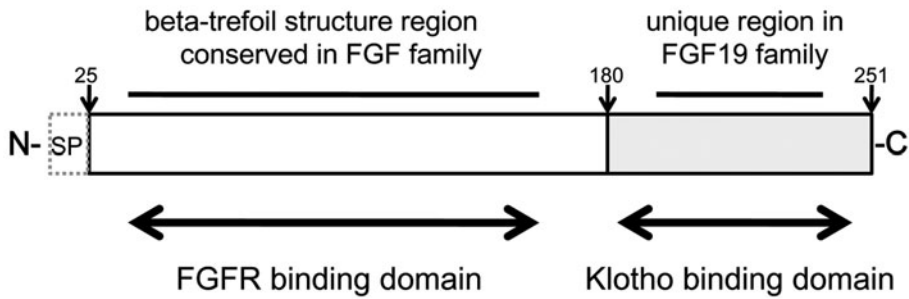 beta-trefoil structure region
conserved in FGF family
unique region in
FGF19 family
25
180
251
N-
SP
-C
FGFR binding domain
Klotho binding domain